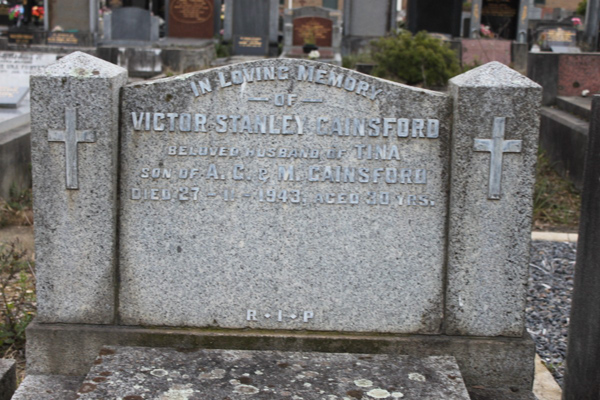 IN LOVING MEMORY
— OF —
VICTOR STANLEY GAINSFORD
BELOVED HUSBAND OF TINA
SON OF A. G. & M. GAINSFORD
DIED 27 - 1 - 1943, AGED 30 YRS.
R · I · P